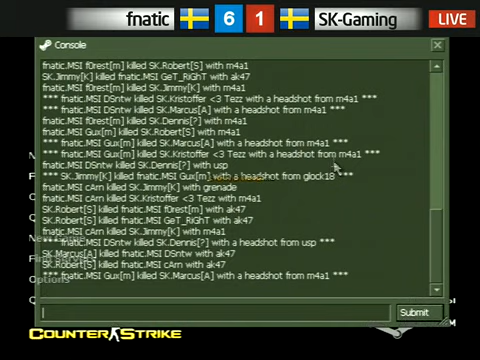 fnatic 6 1 SK-Gaming LIVE
Console
fnatic.MSI f0rest[m] killed SK.Robert[S] with m4a1
SK.Jimmy[K] killed fnatic.MSI GeT_RiGhT with ak47
fnatic.MSI f0rest[m] killed SK.Jimmy[K] with m4a1
*** fnatic.MSI DSntw killed SK.Kristoffer <3 Tezz with a headshot from m4a1 ***
*** fnatic.MSI DSntw killed SK.Marcus[A] with a headshot from m4a1 ***
fnatic.MSI f0rest[m] killed SK.Dennis[?] with m4a1
fnatic.MSI Gux[m] killed SK.Robert[S] with m4a1
*** fnatic.MSI Gux[m] killed SK.Marcus[A] with a headshot from m4a1 ***
*** fnatic.MSI Gux[m] killed SK.Kristoffer <3 Tezz with a headshot from m4a1 ***
fnatic.MSI DSntw killed SK.Dennis[?] with usp
*** SK.Jimmy[K] killed fnatic.MSI Gux[m] with a headshot from glock18 ***
fnatic.MSI cArn killed SK.Jimmy[K] with grenade
fnatic.MSI cArn killed SK.Kristoffer <3 Tezz with m4a1
SK.Robert[S] killed fnatic.MSI f0rest[m] with ak47
SK.Robert[S] killed fnatic.MSI GeT_RiGhT with ak47
*** fnatic.MSI DSntw killed SK.Dennis[?] with a headshot from usp ***
SK.Marcus[A] killed fnatic.MSI DSntw with ak47
SK.Robert[S] killed fnatic.MSI cArn with ak47
*** fnatic.MSI Gux[m] killed SK.Marcus[A] with a headshot from m4a1 ***
Options
Submit
COUNTER STRIKE